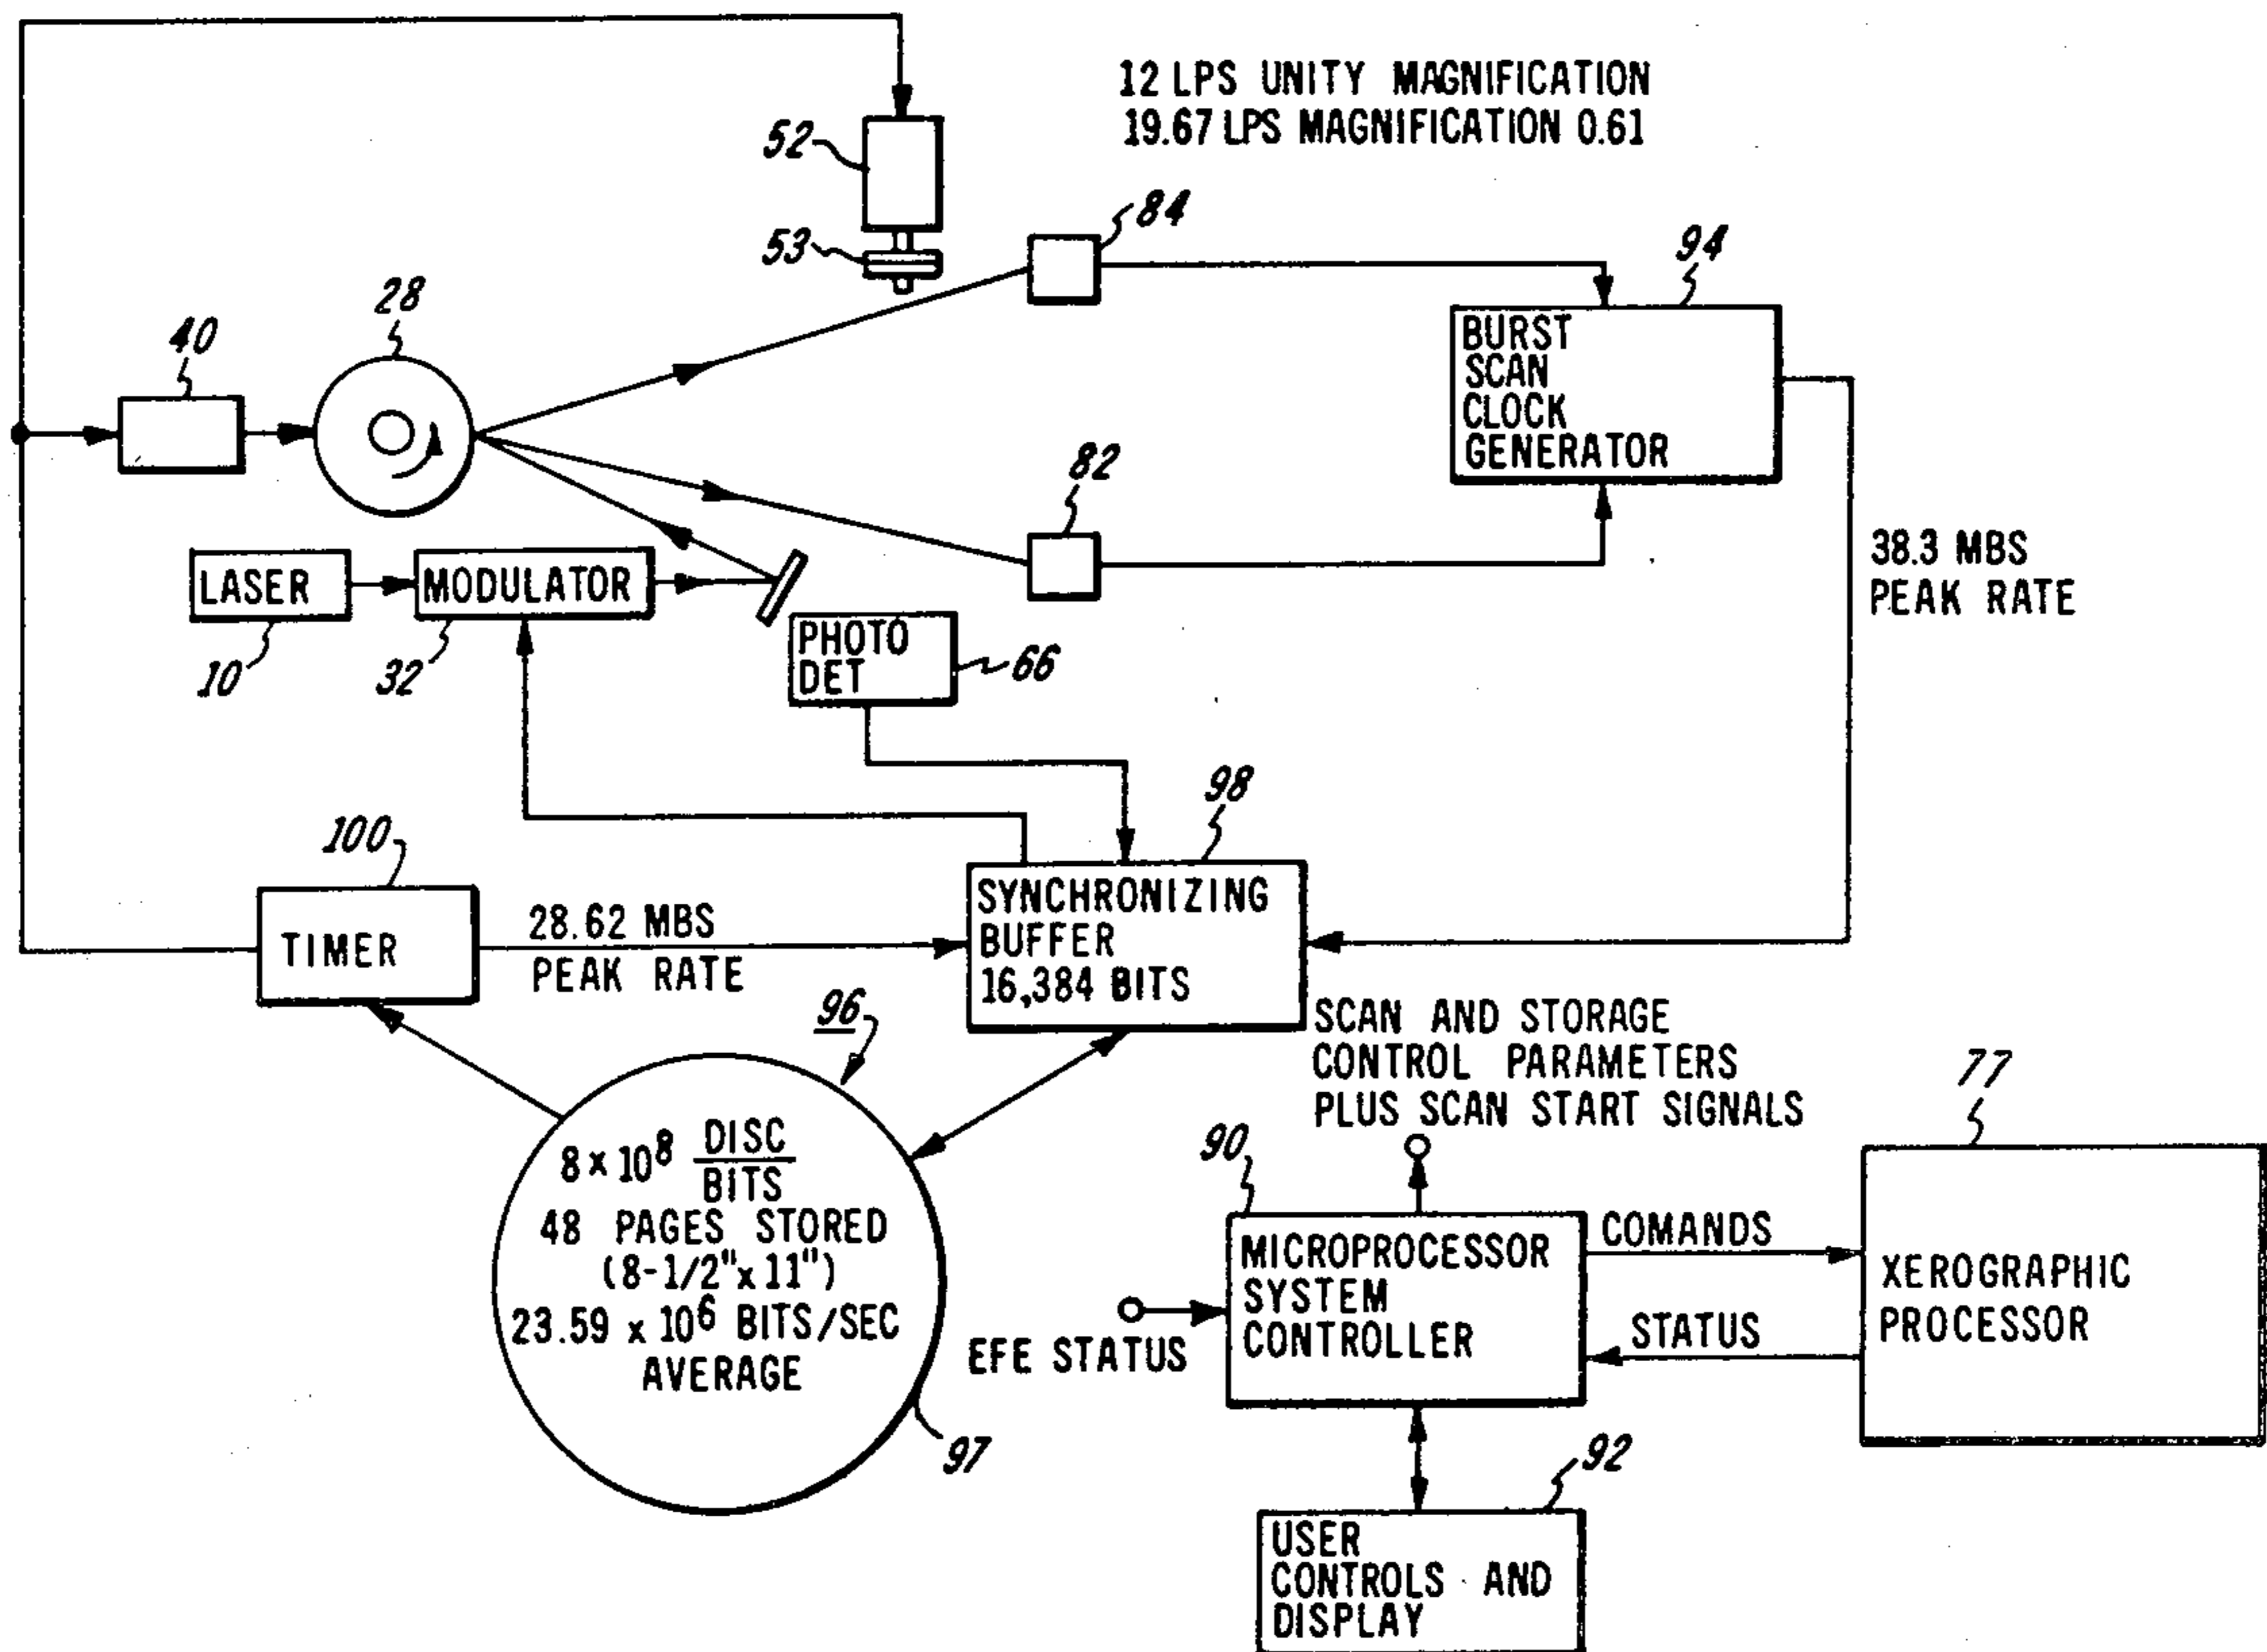 12 LPS UNITY MAGNIFICATION
19.67 LPS MAGNIFICATION 0.61
52
53
84
94
28
40
BURST
SCAN
CLOCK
GENERATOR
82
38.3 MBS
PEAK RATE
LASER
MODULATOR
10
32
PHOTO
DET
66
98
100
TIMER
28.62 MBS
PEAK RATE
SYNCHRONIZING
BUFFER
16,384 BITS
96
8 × 10⁸ DISC
BITS
48 PAGES STORED
(8-1/2" x 11")
23.59 x 10⁶ BITS/SEC
AVERAGE
97
SCAN AND STORAGE
CONTROL PARAMETERS
PLUS SCAN START SIGNALS
90
77
MICROPROCESSOR
SYSTEM
CONTROLLER
EFE STATUS
COMANDS
STATUS
XEROGRAPHIC
PROCESSOR
92
USER
CONTROLS AND
DISPLAY